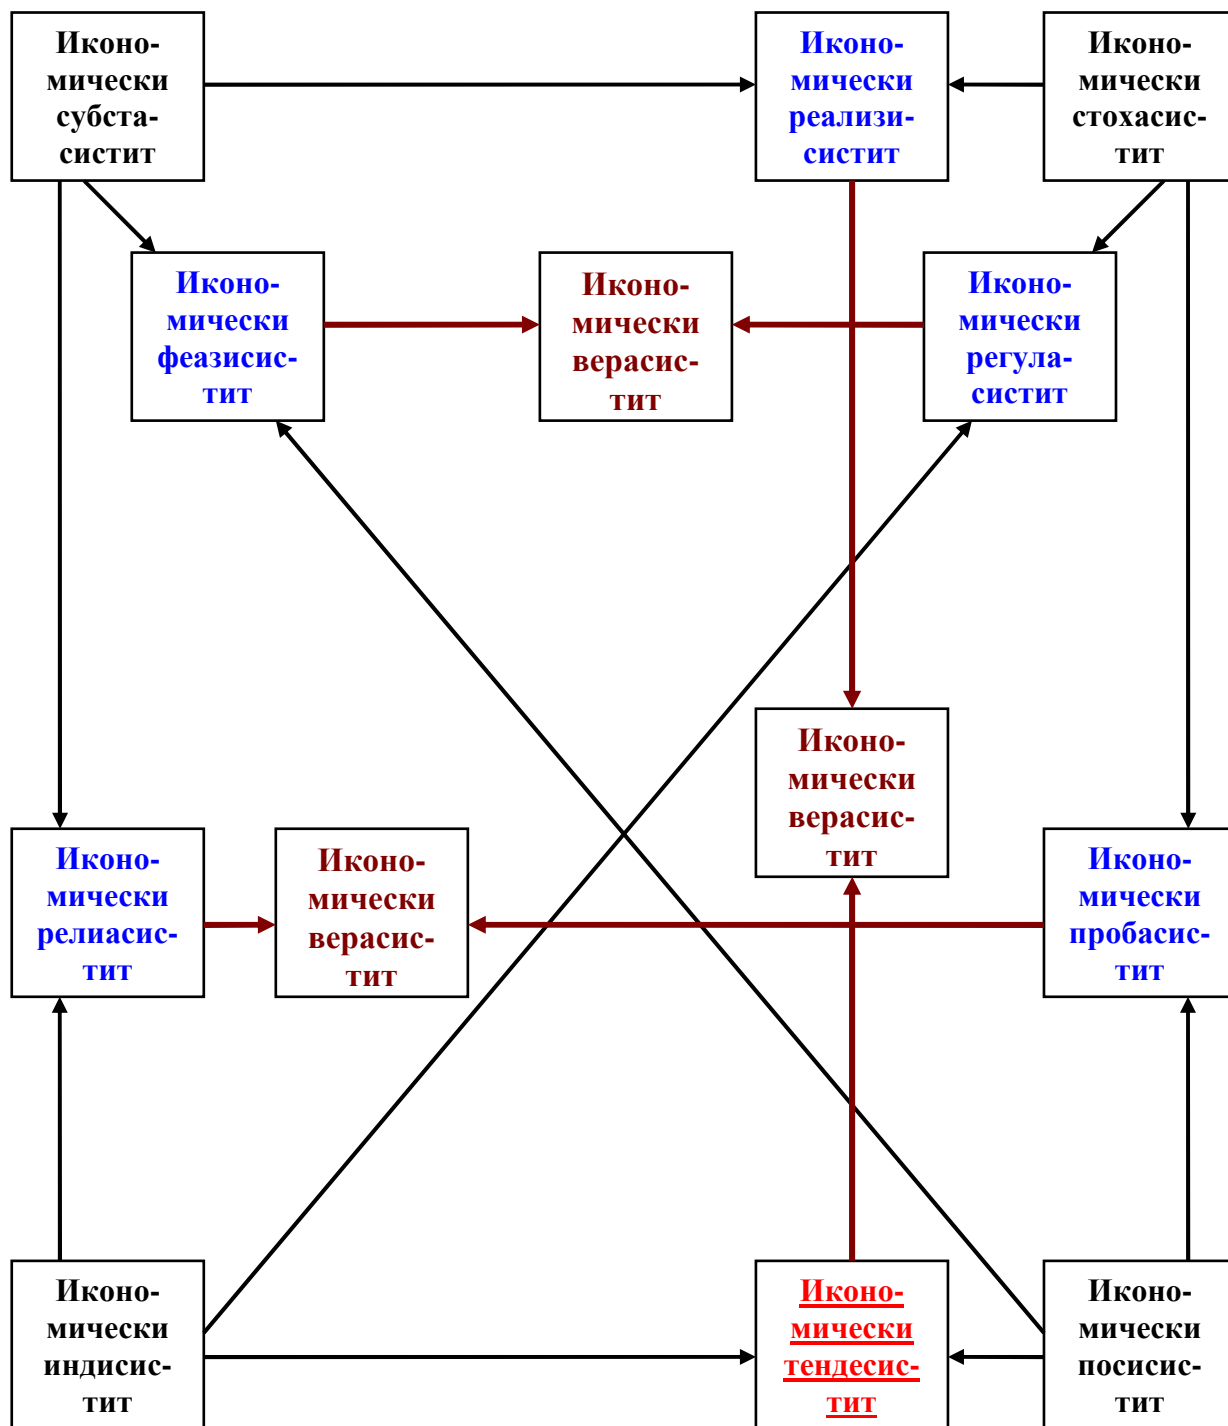 Иконо-
мически
субста-
систит
Иконо-
мически
реализи-
систит
Иконо-
мически
стохасис-
тит
Иконо-
мически
феазисис-
тит
Иконо-
мически
верасис-
тит
Иконо-
мически
регула-
систит
Иконо-
мически
верасис-
тит
Иконо-
мически
релиасис-
тит
Иконо-
мически
верасис-
тит
Иконо-
мически
пробасис-
тит
Иконо-
мически
индисис-
тит
Иконо-
мически
тендесис-
тит
Иконо-
мически
посисис-
тит